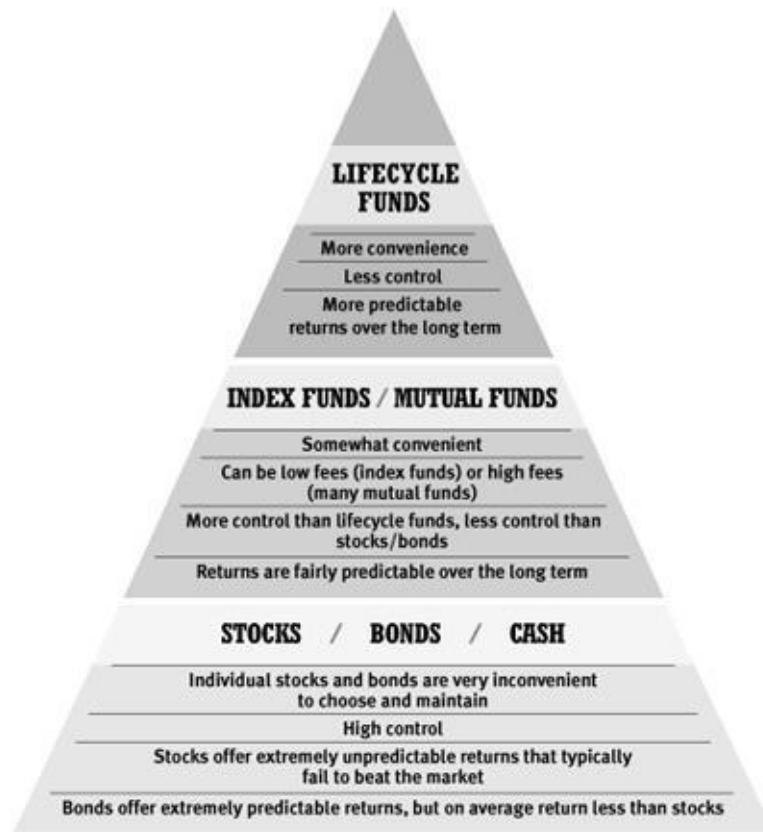 LIFECYCLE
FUNDS
More convenience
Less control
More predictable
returns over the long term
INDEX FUNDS / MUTUAL FUNDS
Somewhat convenient
Can be low fees (index funds) or high fees
(many mutual funds)
More control than lifecycle funds, less control than
stocks/bonds
Returns are fairly predictable over the long term
STOCKS / BONDS / CASH
Individual stocks and bonds are very inconvenient
to choose and maintain
High control
Stocks offer extremely unpredictable returns that typically
fail to beat the market
Bonds offer extremely predictable returns, but on average return less than stocks